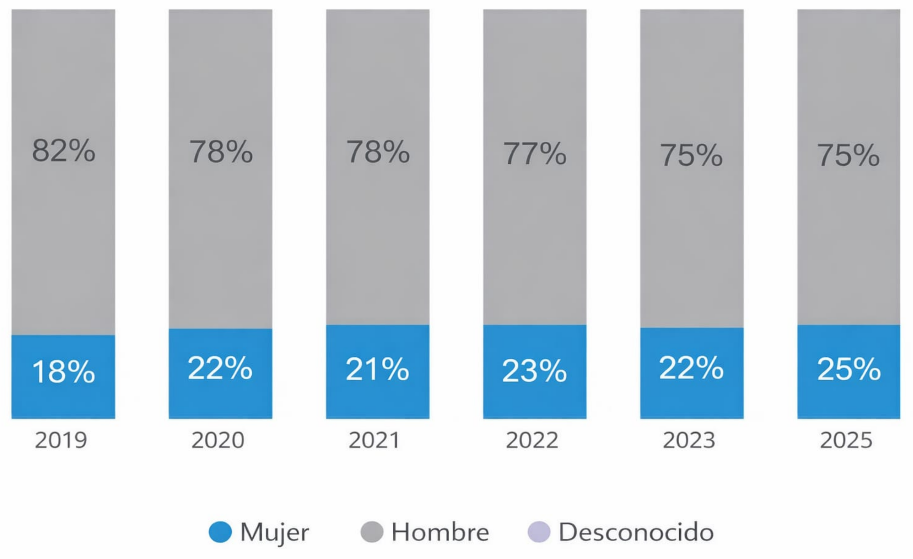 82% 78% 78% 77% 75% 75%
18% 22% 21% 23% 22% 25%
2019 2020 2021 2022 2023 2025
Mujer Hombre Desconocido